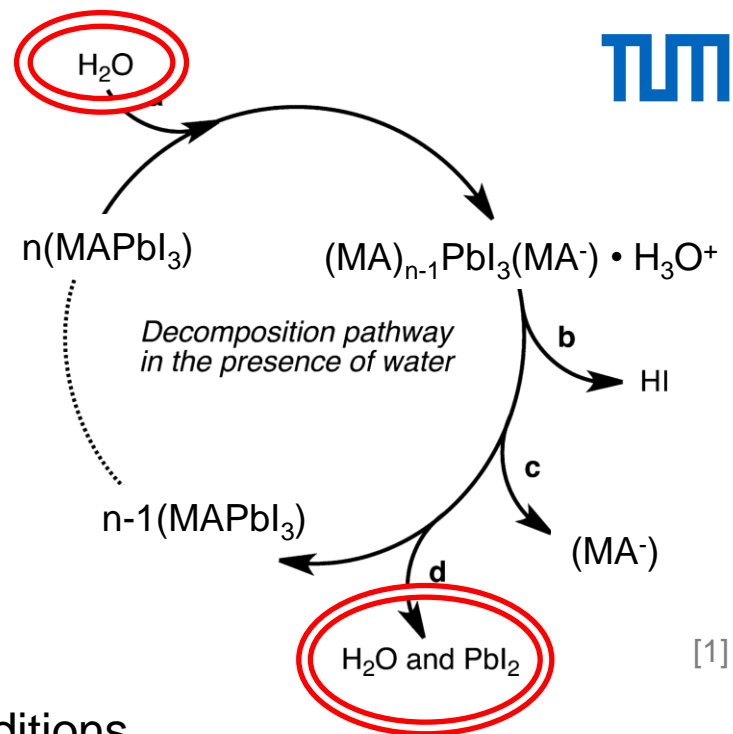 H₂O
TUM
n(MAPbI₃)
(MA)ₙ₋₁PbI₃(MA⁻) • H₃O⁺
Decomposition pathway
in the presence of water
b
HI
c
n-1(MAPbI₃)
(MA⁻)
d
H₂O and PbI₂
[1]